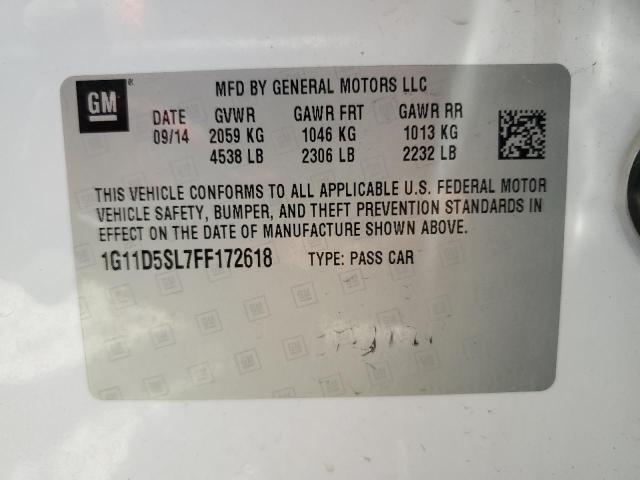 GM
MFD BY GENERAL MOTORS LLC
DATE GVWR GAWR FRT GAWR RR
09/14 2059 KG 1046 KG 1013 KG
4538 LB 2306 LB 2232 LB
THIS VEHICLE CONFORMS TO ALL APPLICABLE U.S. FEDERAL MOTOR
VEHICLE SAFETY, BUMPER, AND THEFT PREVENTION STANDARDS IN
EFFECT ON THE DATE OF MANUFACTURE SHOWN ABOVE.
1G11D5SL7FF172618 TYPE: PASS CAR